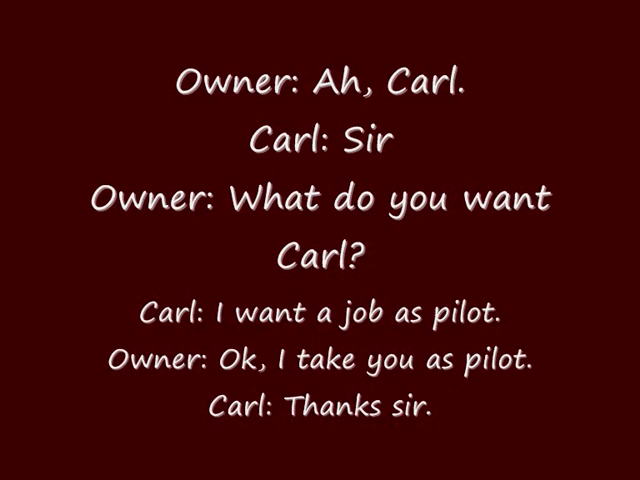 Owner: Ah, Carl.
Carl: Sir
Owner: What do you want
Carl?
Carl: I want a job as pilot.
Owner: Ok, I take you as pilot.
Carl: Thanks sir.